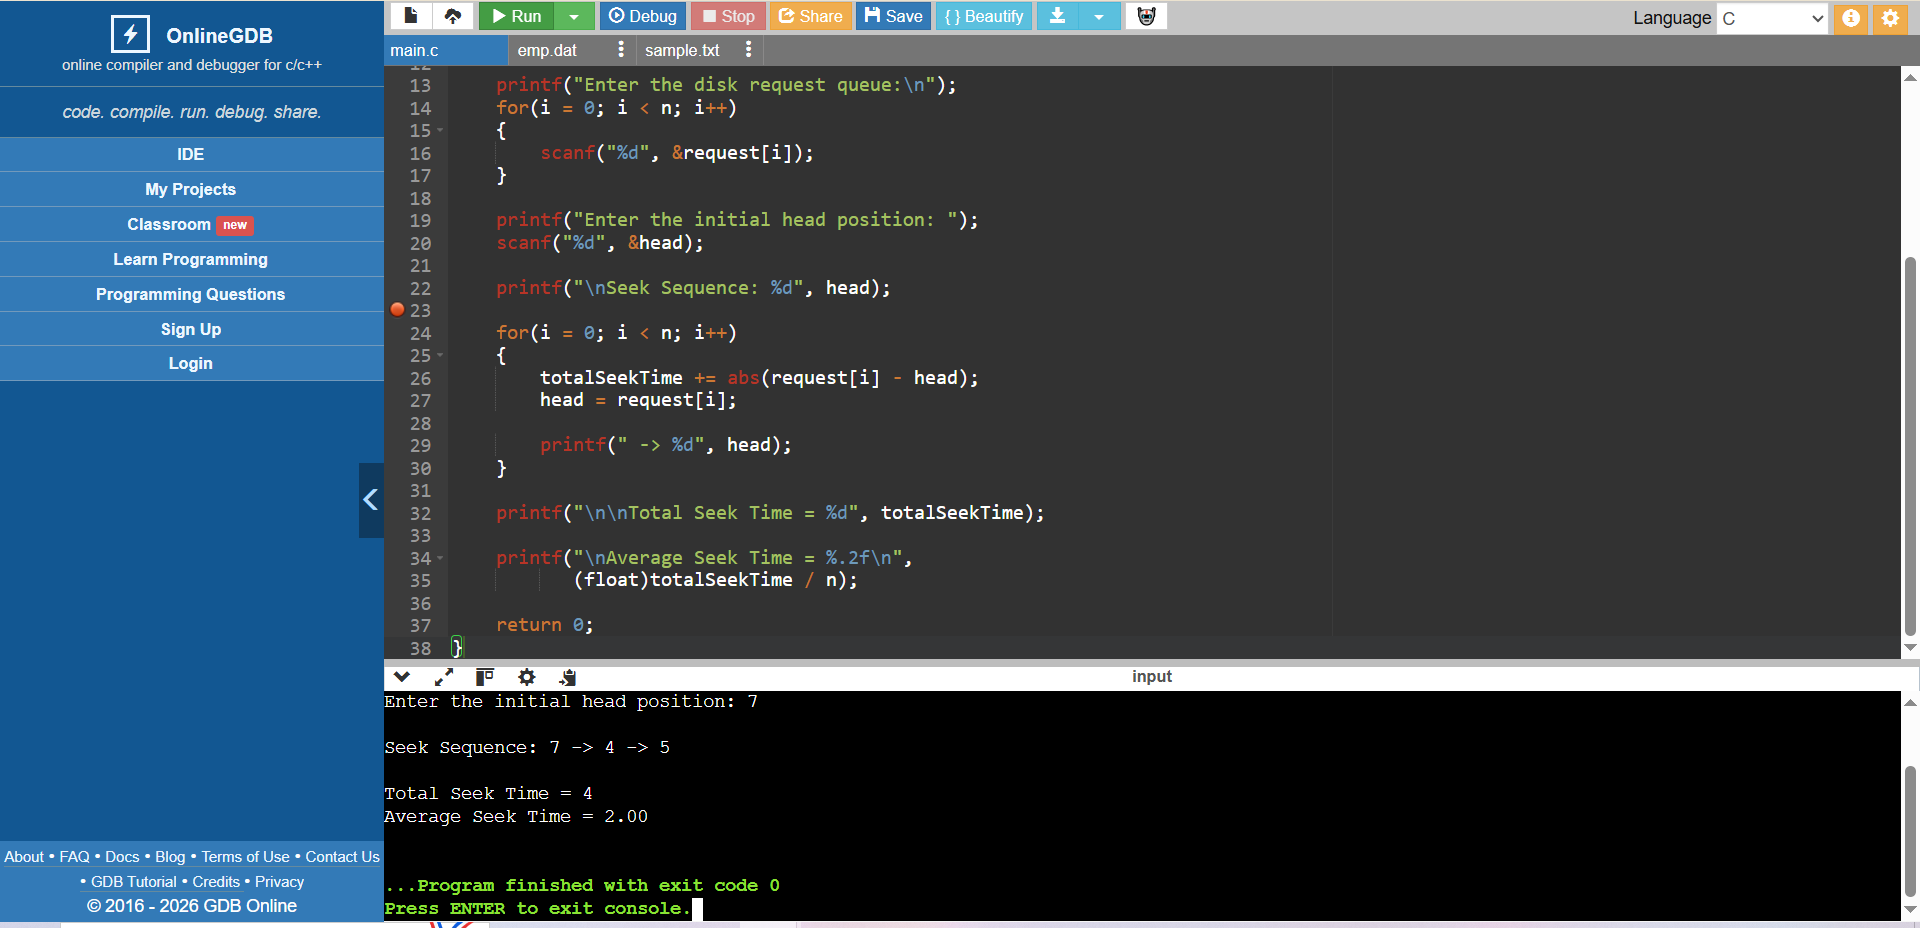 OnlineGDB
online compiler and debugger for c/c++
code. compile. run. debug. share.
IDE
My Projects
Classroom new
Learn Programming
Programming Questions
Sign Up
Login
About • FAQ • Docs • Blog • Terms of Use • Contact Us
• GDB Tutorial • Credits • Privacy
© 2016 - 2026 GDB Online
Run Debug Stop Share Save { } Beautify Language C
main.c emp.dat sample.txt
12
13 printf("Enter the disk request queue:\n");
14 for(i = 0; i < n; i++)
15 {
16 scanf("%d", &request[i]);
17 }
18
19 printf("Enter the initial head position: ");
20 scanf("%d", &head);
21
22 printf("\nSeek Sequence: %d", head);
23
24 for(i = 0; i < n; i++)
25 {
26 totalSeekTime += abs(request[i] - head);
27 head = request[i];
28
29 printf(" -> %d", head);
30 }
31
32 printf("\n\nTotal Seek Time = %d", totalSeekTime);
33
34 printf("\nAverage Seek Time = %.2f\n",
35 (float)totalSeekTime / n);
36
37 return 0;
38 }
input
Enter the initial head position: 7
Seek Sequence: 7 -> 4 -> 5
Total Seek Time = 4
Average Seek Time = 2.00
...Program finished with exit code 0
Press ENTER to exit console.